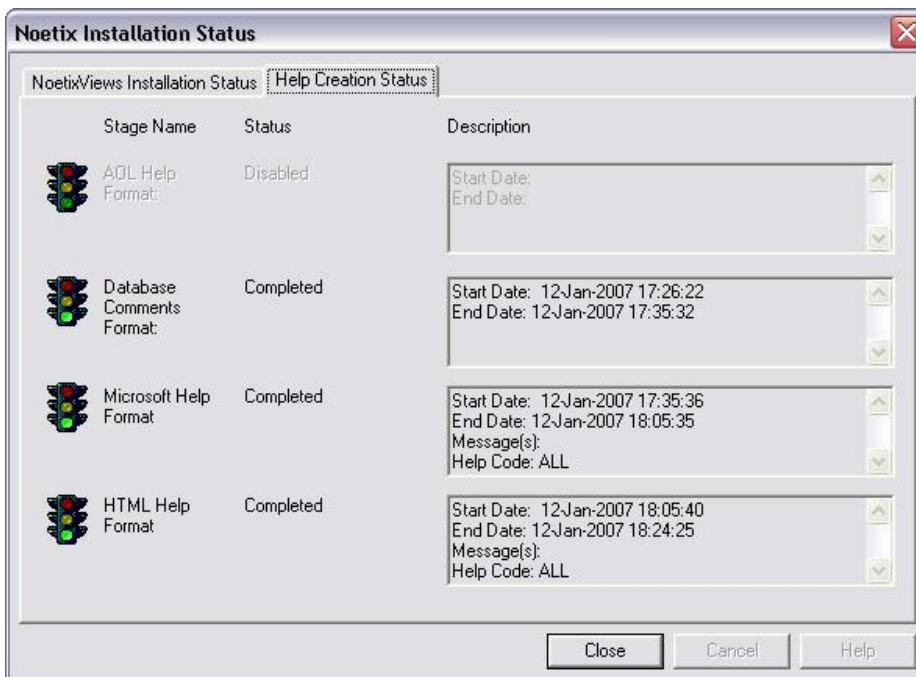 Noetix Installation Status
NoetixViews Installation Status
Help Creation Status
Stage Name
Status
Description
AOL Help
Format:
Disabled
Start Date:
End Date:
Database
Comments
Format:
Completed
Start Date: 12-Jan-2007 17:26:22
End Date: 12-Jan-2007 17:35:32
Microsoft Help
Format
Completed
Start Date: 12-Jan-2007 17:35:36
End Date: 12-Jan-2007 18:05:35
Message(s):
Help Code: ALL
HTML Help
Format
Completed
Start Date: 12-Jan-2007 18:05:40
End Date: 12-Jan-2007 18:24:25
Message(s):
Help Code: ALL
Close
Cancel
Help